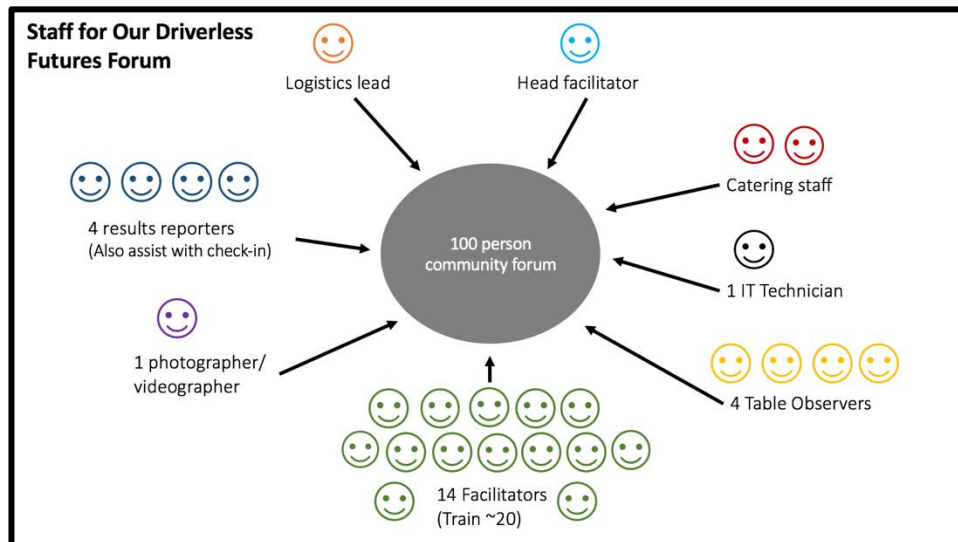 Staff for Our Driverless
Futures Forum
Logistics lead
Head facilitator
Catering staff
4 results reporters
(Also assist with check-in)
100 person
community forum
1 IT Technician
1 photographer/
videographer
4 Table Observers
14 Facilitators
(Train ~20)